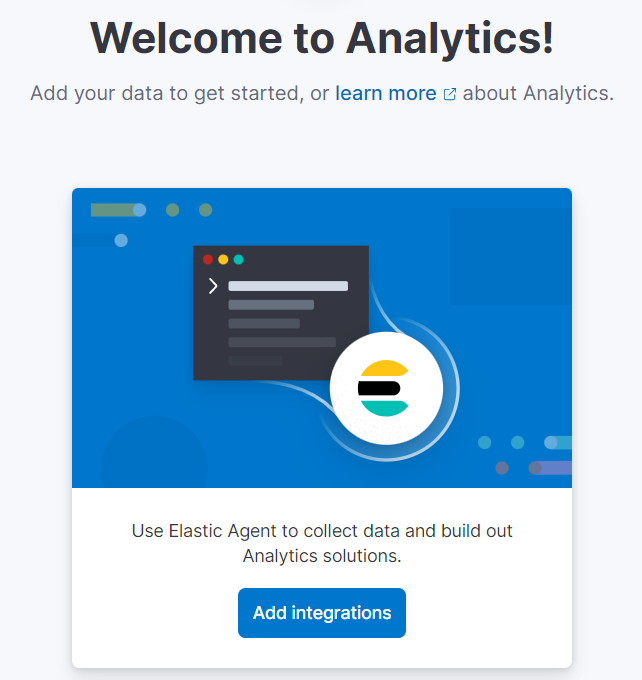 Welcome to Analytics!
Add your data to get started, or learn more about Analytics.
Use Elastic Agent to collect data and build out
Analytics solutions.
Add integrations